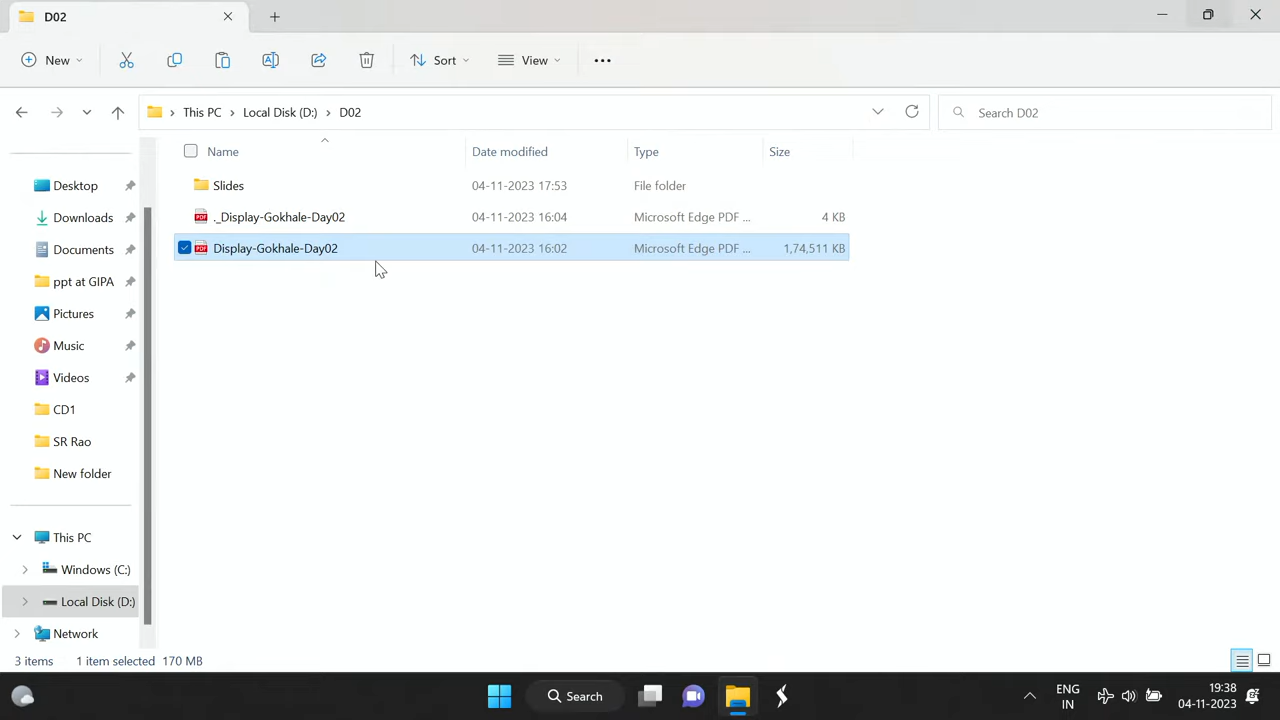 D02
New
Sort
View
This PC
Local Disk (D:)
D02
Search D02
Name
Date modified
Type
Size
Slides
04-11-2023 17:53
File folder
PDF
._Display-Gokhale-Day02
04-11-2023 16:04
Microsoft Edge PDF ...
4 KB
PDF
Display-Gokhale-Day02
04-11-2023 16:02
Microsoft Edge PDF ...
1,74,511 KB
Desktop
Downloads
Documents
ppt at GIPA
Pictures
Music
Videos
CD1
SR Rao
New folder
This PC
Windows (C:)
Local Disk (D:)
Network
3 items
1 item selected 170 MB
Search
ENG
IN
19:38
04-11-2023